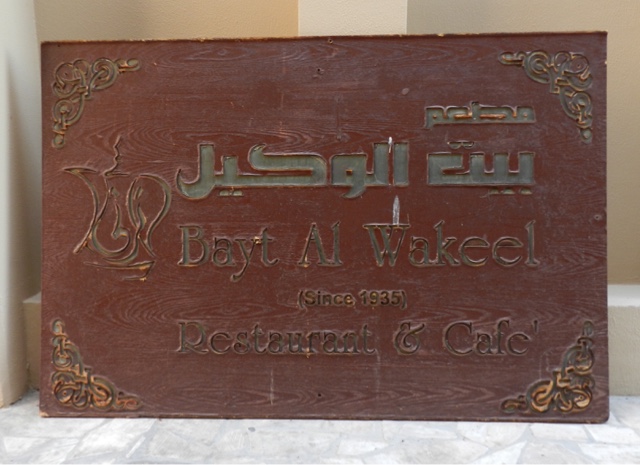 مطعم
بيت الوكيل
Bayt Al Wakeel
(Since 1935)
Restaurant & Cafe'